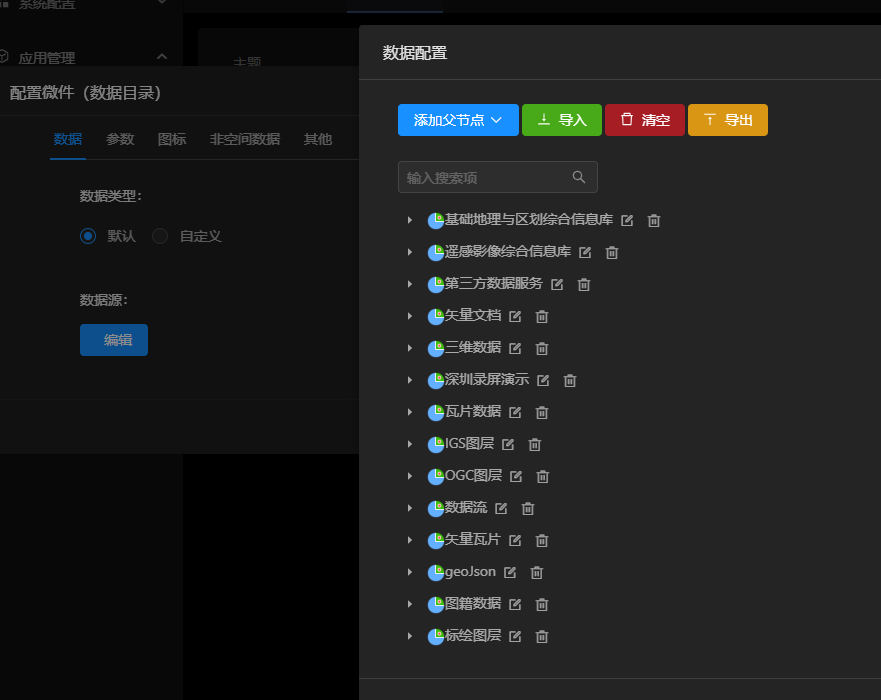 系统配置
应用管理
主题
配置微件（数据目录）
数据 参数 图标 非空间数据 其他
数据类型：
默认 自定义
数据源：
编辑
数据配置
添加父节点 导入 清空 导出
输入搜索项
基础地理与区划综合信息库
遥感影像综合信息库
第三方数据服务
矢量文档
三维数据
深圳录屏演示
瓦片数据
IGS图层
OGC图层
数据流
矢量瓦片
geoJson
图籍数据
标绘图层